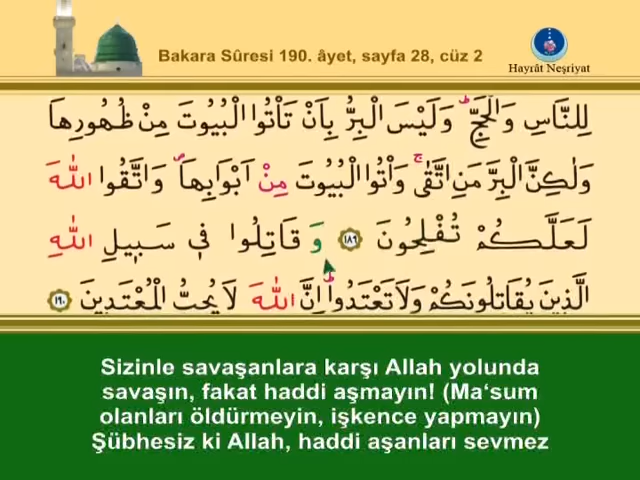 Bakara Sûresi 190. âyet, sayfa 28, cüz 2
Hayrât Neşriyat
لِلنَّاسِ وَالْحَجِّۜ وَلَيْسَ الْبِرُّ بِاَنْ تَاْتُوا الْبُيُوتَ مِنْ ظُهُورِهَا
وَلٰكِنَّ الْبِرَّ مَنِ اتَّقٰىۚ وَاْتُوا الْبُيُوتَ مِنْ اَبْوَابِهَاۖ وَاتَّقُوا اللّٰهَ
لَعَلَّكُمْ تُفْلِحُونَ ﴿١٨٩﴾ وَ قَاتِلُوا فٖي سَبٖيلِ اللّٰهِ
الَّذٖينَ يُقَاتِلُونَكُمْ وَلَا تَعْتَدُواۜ اِنَّ اللّٰهَ لَا يُحِبُّ الْمُعْتَدٖينَ ﴿١٩٠﴾
Sizinle savaşanlara karşı Allah yolunda
savaşın, fakat haddi aşmayın! (Ma‘sum
olanları öldürmeyin, işkence yapmayın)
Şübhesiz ki Allah, haddi aşanları sevmez